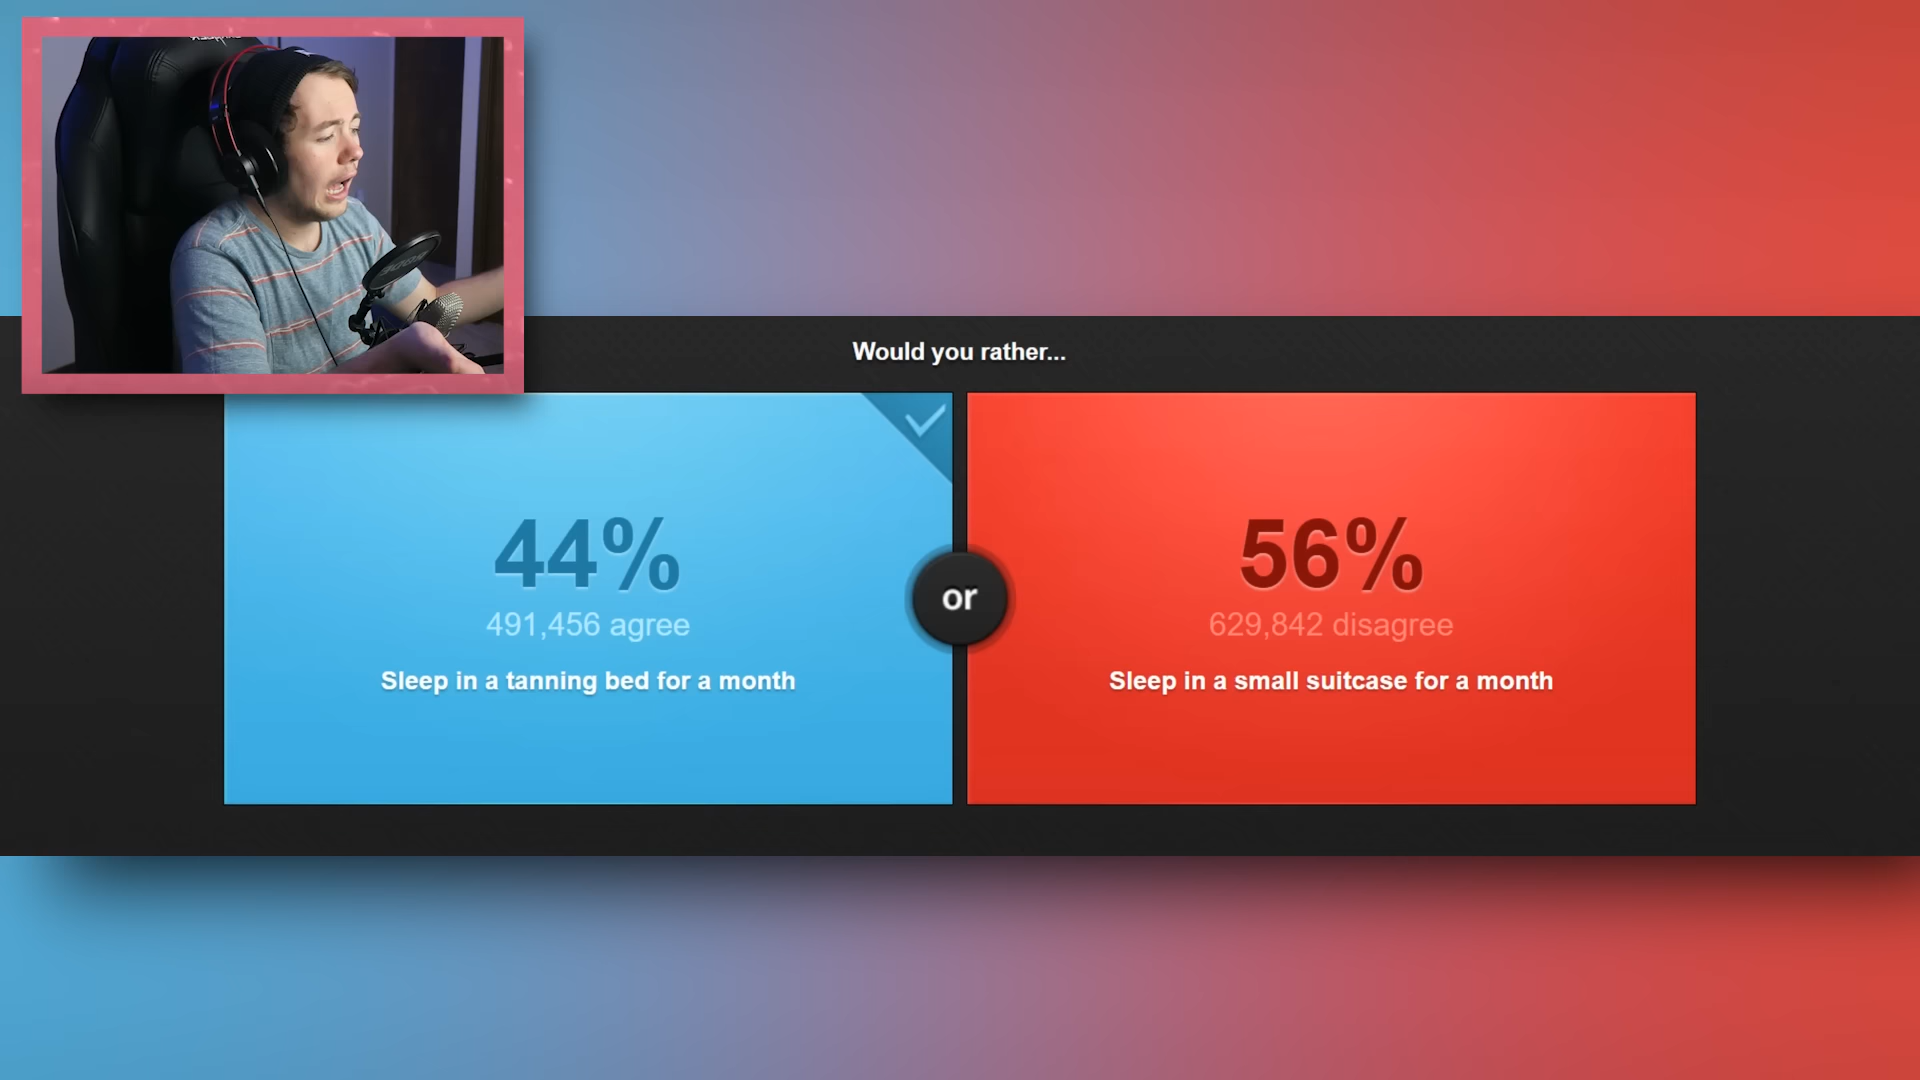 Would you rather...
44%
491,456 agree
Sleep in a tanning bed for a month
or
56%
629,842 disagree
Sleep in a small suitcase for a month